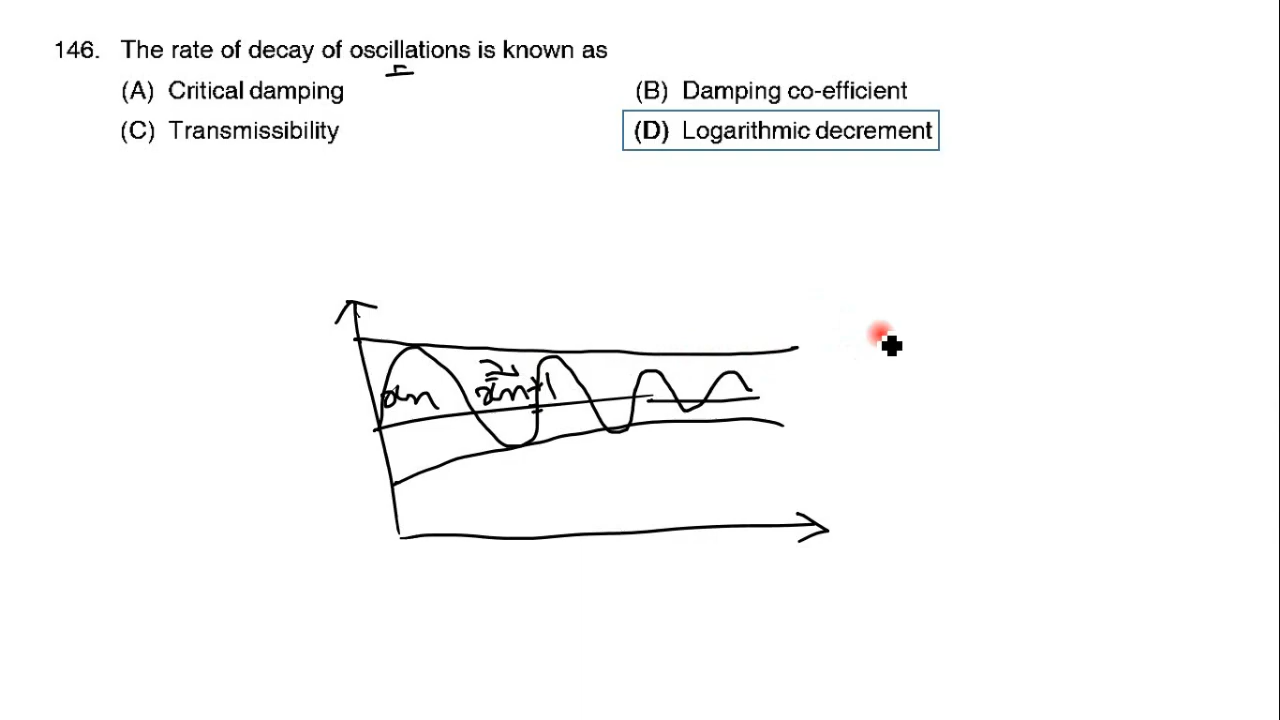 146. The rate of decay of oscillations is known as
(A) Critical damping (B) Damping co-efficient
(C) Transmissibility (D) Logarithmic decrement
xn xn+1